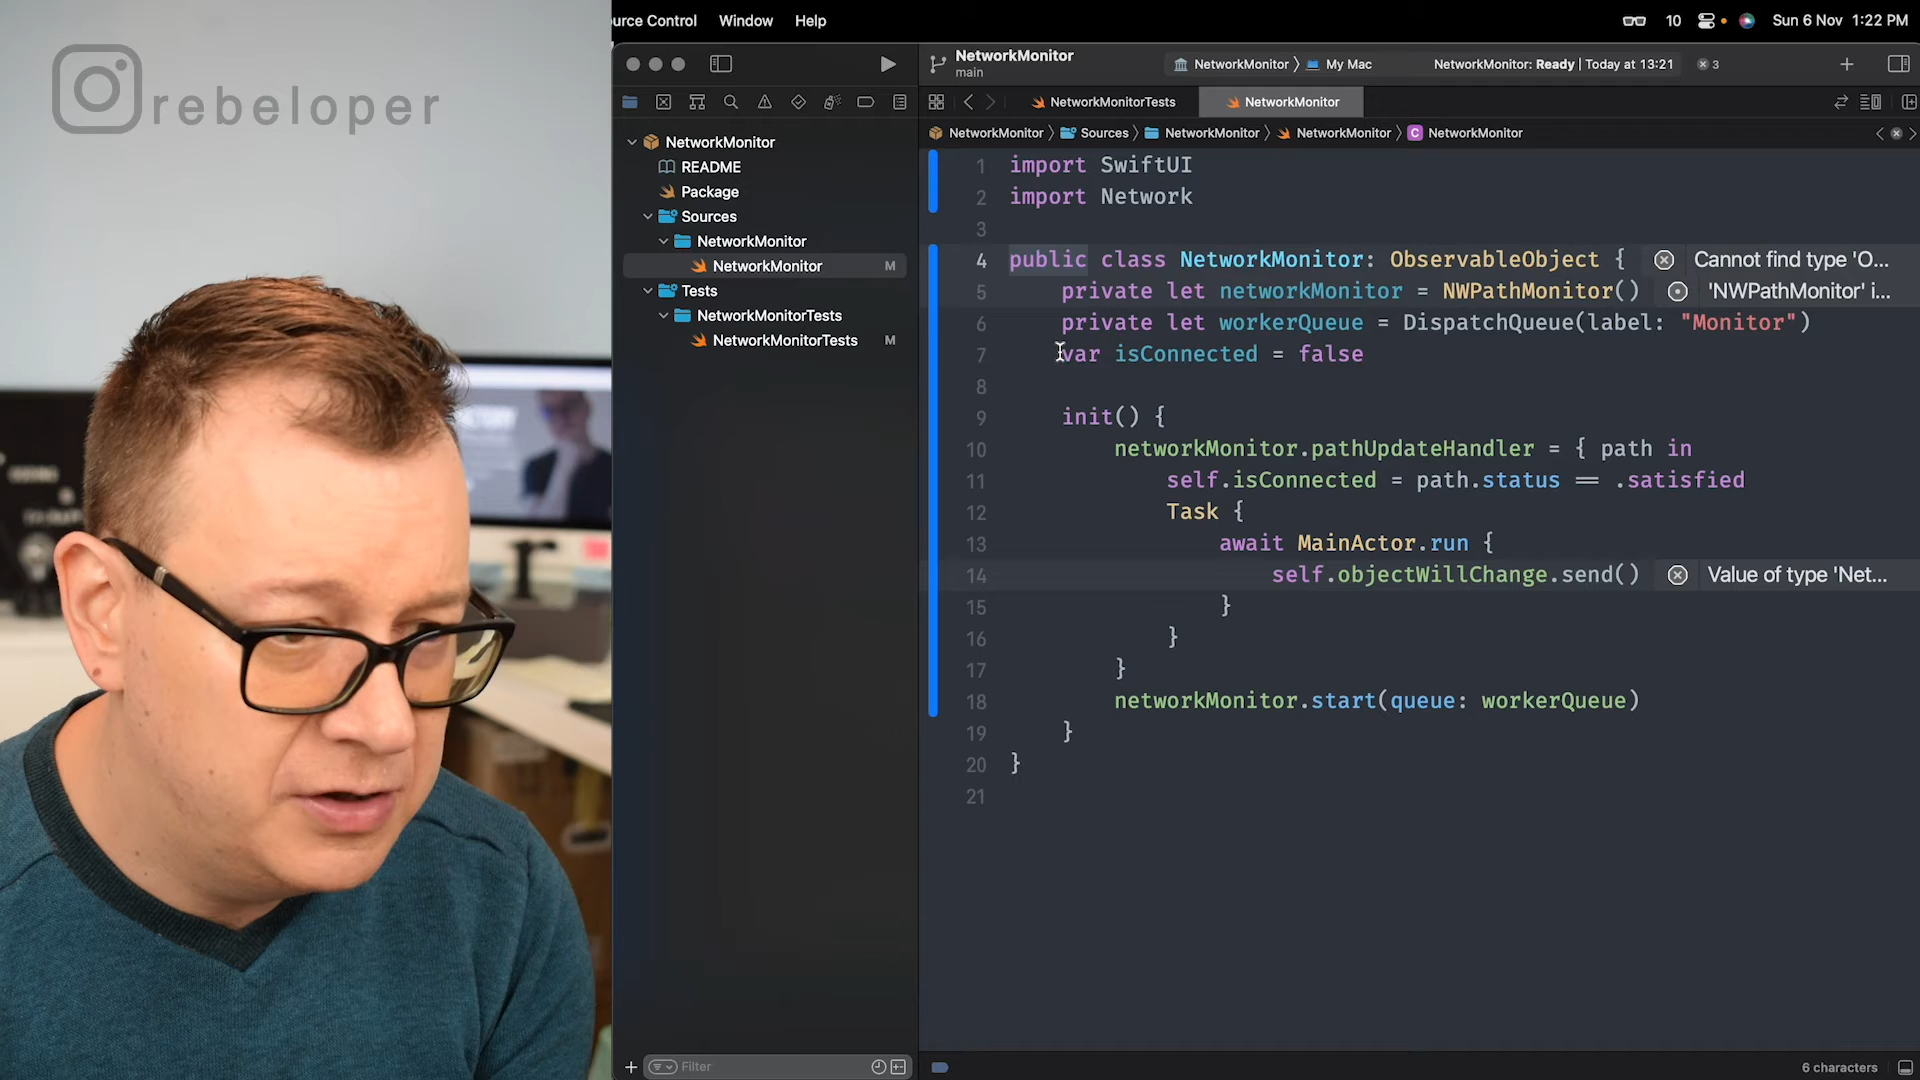 rebeloper
urce Control Window Help
10 Sun 6 Nov 1:22 PM
NetworkMonitor
main
NetworkMonitor 〉 My Mac
NetworkMonitor: Ready | Today at 13:21
3
NetworkMonitorTests
NetworkMonitor
NetworkMonitor 〉 Sources 〉 NetworkMonitor 〉 NetworkMonitor 〉 C NetworkMonitor
NetworkMonitor
README
Package
Sources
NetworkMonitor
NetworkMonitor M
Tests
NetworkMonitorTests
NetworkMonitorTests M
Filter
1 import SwiftUI
2 import Network
3
4 public class NetworkMonitor: ObservableObject { Cannot find type 'O...
5 private let networkMonitor = NWPathMonitor() 'NWPathMonitor' i...
6 private let workerQueue = DispatchQueue(label: "Monitor")
7 var isConnected = false
8
9 init() {
10 networkMonitor.pathUpdateHandler = { path in
11 self.isConnected = path.status == .satisfied
12 Task {
13 await MainActor.run {
14 self.objectWillChange.send() Value of type 'Net...
15 }
16 }
17 }
18 networkMonitor.start(queue: workerQueue)
19 }
20 }
21
6 characters